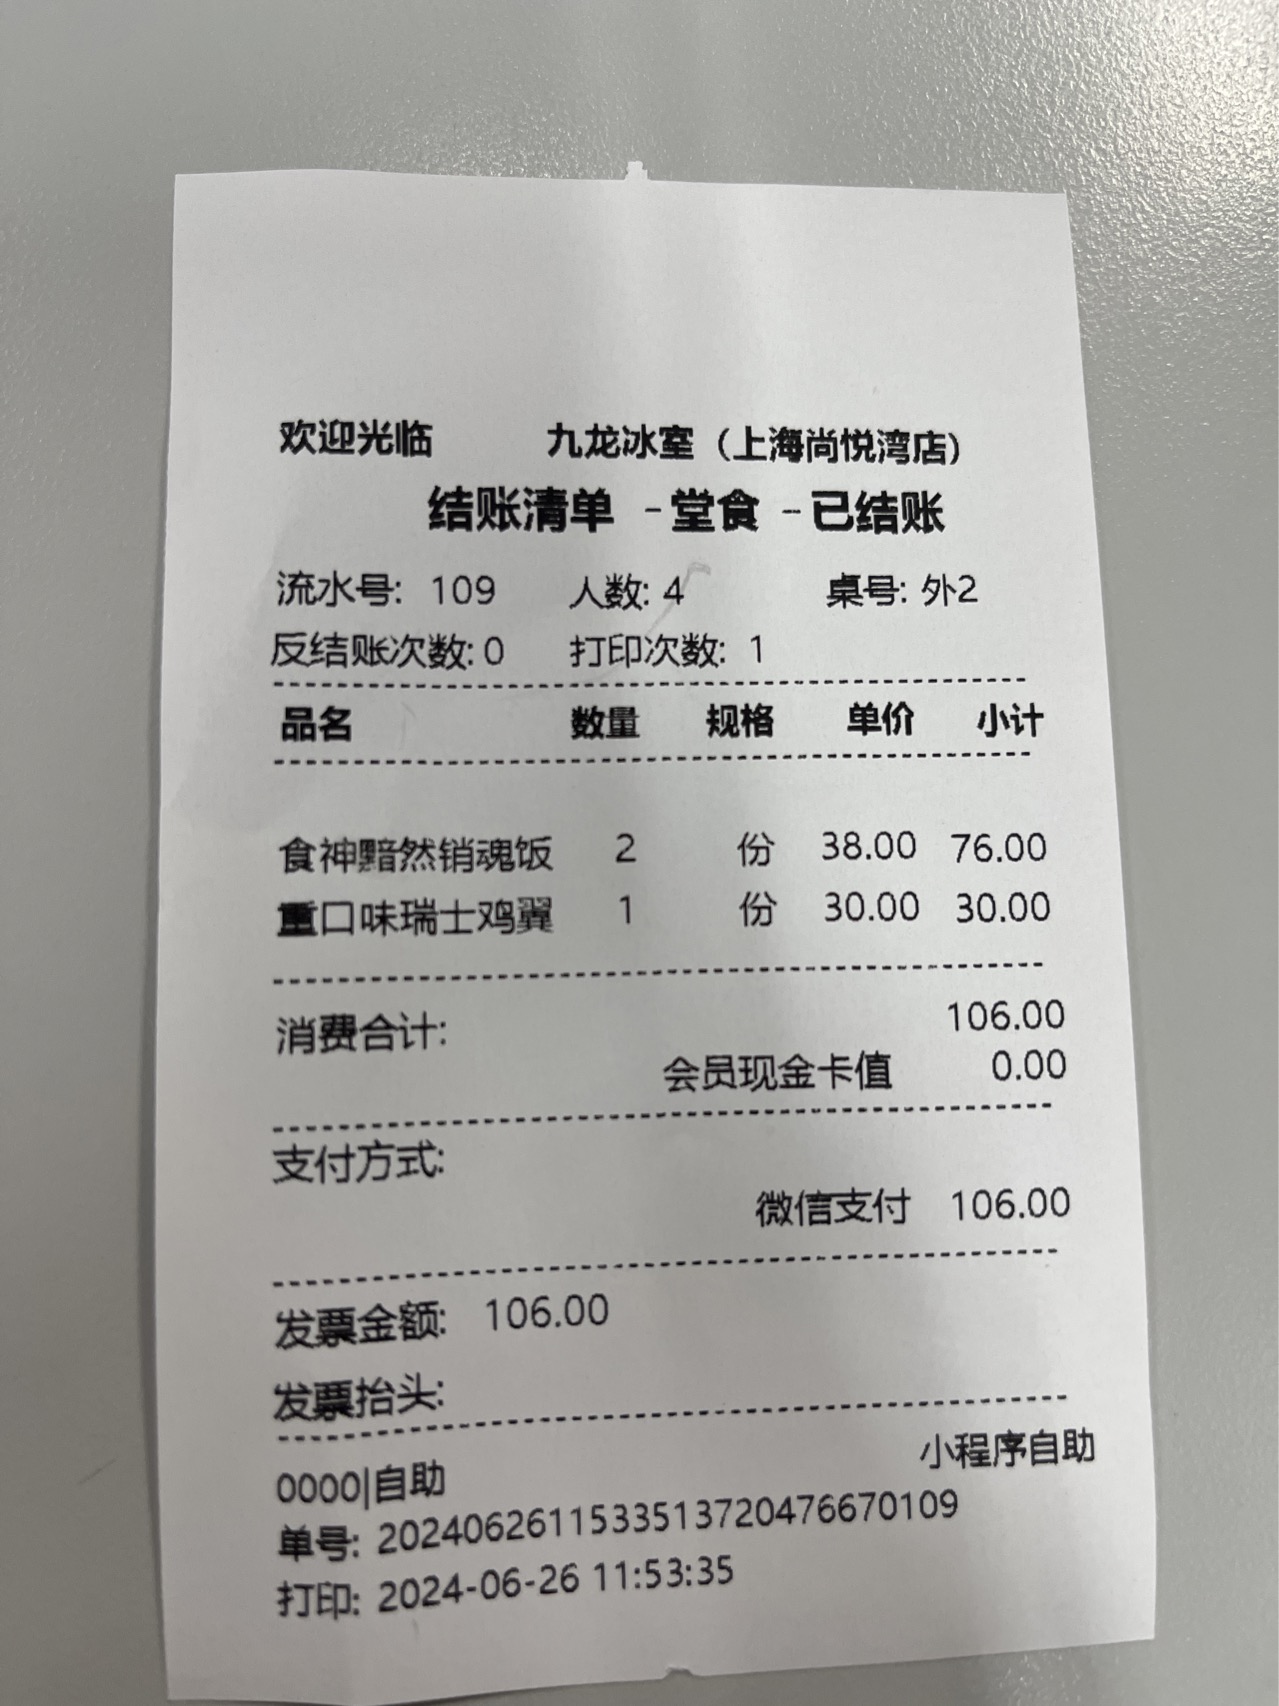 欢迎光临 九龙冰室（上海尚悦湾店）
结账清单 -堂食 -已结账
流水号: 109 人数: 4 桌号: 外2
反结账次数: 0 打印次数: 1
品名 数量 规格 单价 小计
食神黯然销魂饭 2 份 38.00 76.00
重口味瑞士鸡翼 1 份 30.00 30.00
消费合计: 106.00
会员现金卡值 0.00
支付方式:
微信支付 106.00
发票金额: 106.00
发票抬头:
0000|自助 小程序自助
单号: 20240626115335137204766​70109
打印: 2024-06-26 11:53:35